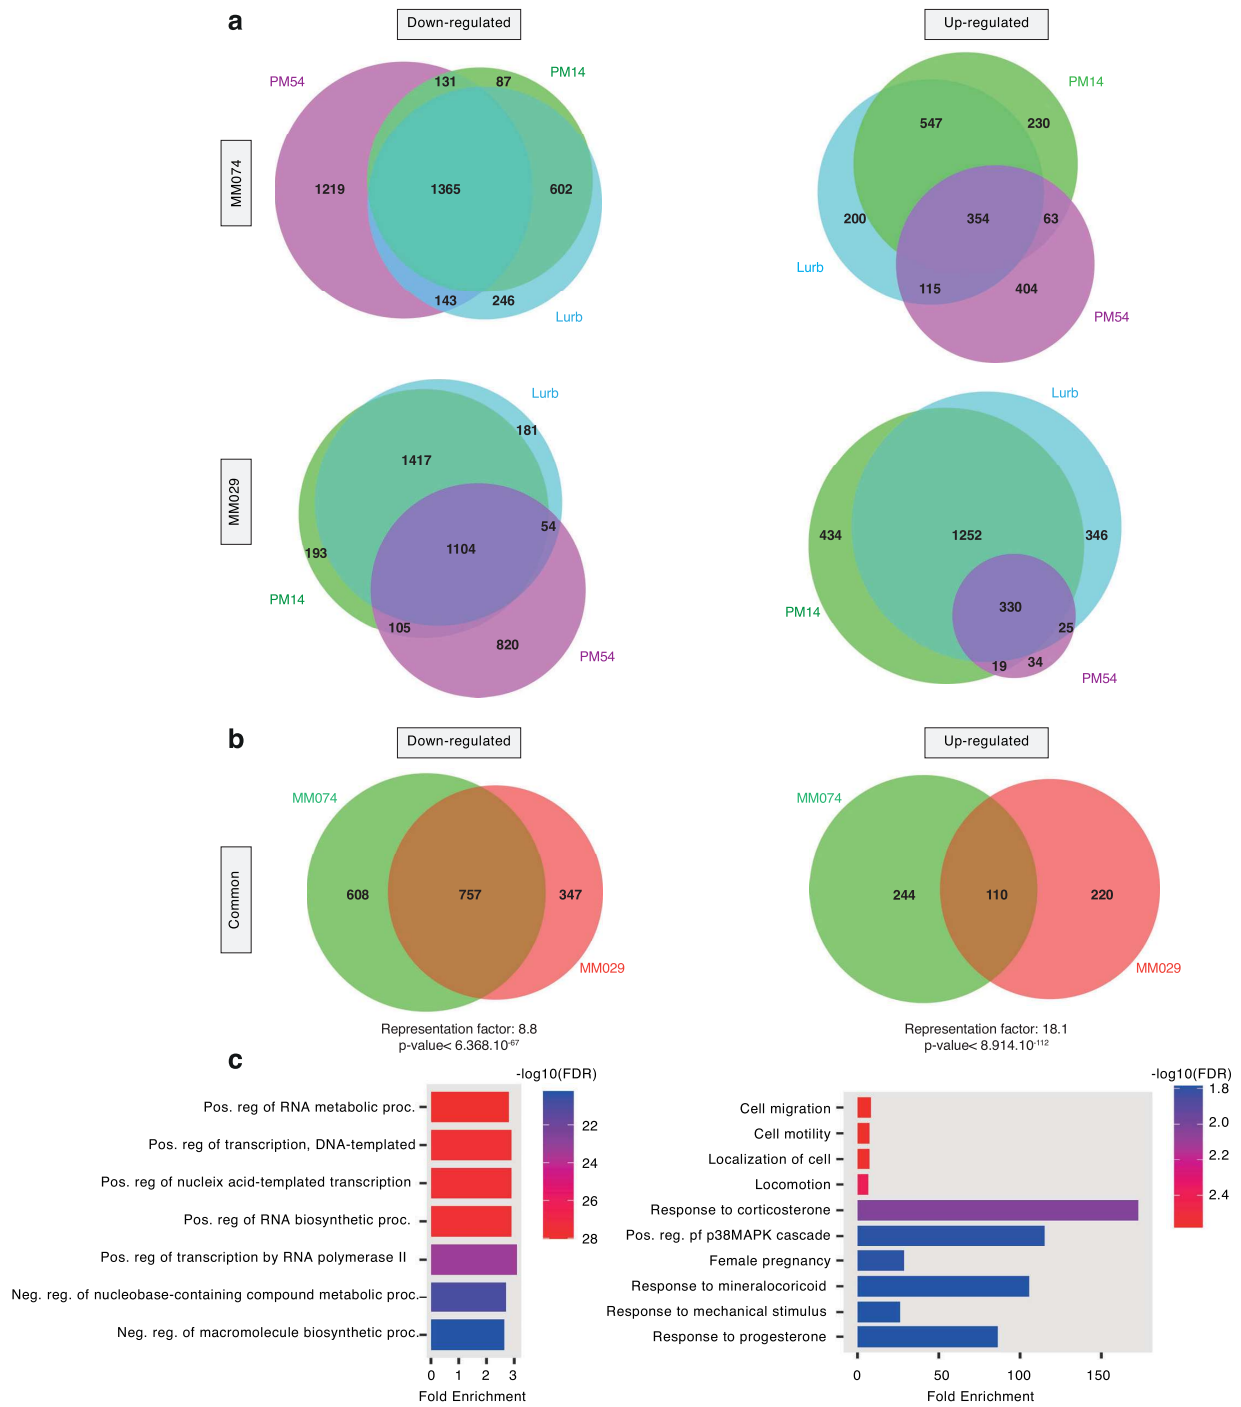 a
Down-regulated
Up-regulated
MM074
PM54
131
87
PM14
1219
1365
602
143
246
Lurb
PM14
547
230
200
354
63
Lurb
115
404
PM54
MM029
Lurb
181
1417
54
1104
193
PM14
105
820
PM54
Lurb
434
1252
346
330
PM14
25
19
34
PM54
b
Down-regulated
Up-regulated
Common
MM074
608
757
347
MM029
Representation factor: 8.8
p-value< 6.368.10-67
MM074
244
110
220
MM029
Representation factor: 18.1
p-value< 8.914.10-112
c
-log10(FDR)
22
24
26
28
Pos. reg of RNA metabolic proc.
Pos. reg of transcription, DNA-templated
Pos. reg of nucleix acid-templated transcription
Pos. reg of RNA biosynthetic proc.
Pos. reg of transcription by RNA polymerase II
Neg. reg. of nucleobase-containing compound metabolic proc.
Neg. reg. of macromolecule biosynthetic proc.
0 1 2 3
Fold Enrichment
-log10(FDR)
1.8
2.0
2.2
2.4
Cell migration
Cell motility
Localization of cell
Locomotion
Response to corticosterone
Pos. reg. pf p38MAPK cascade
Female pregnancy
Response to mineralocoricoid
Response to mechanical stimulus
Response to progesterone
0 50 100 150
Fold Enrichment